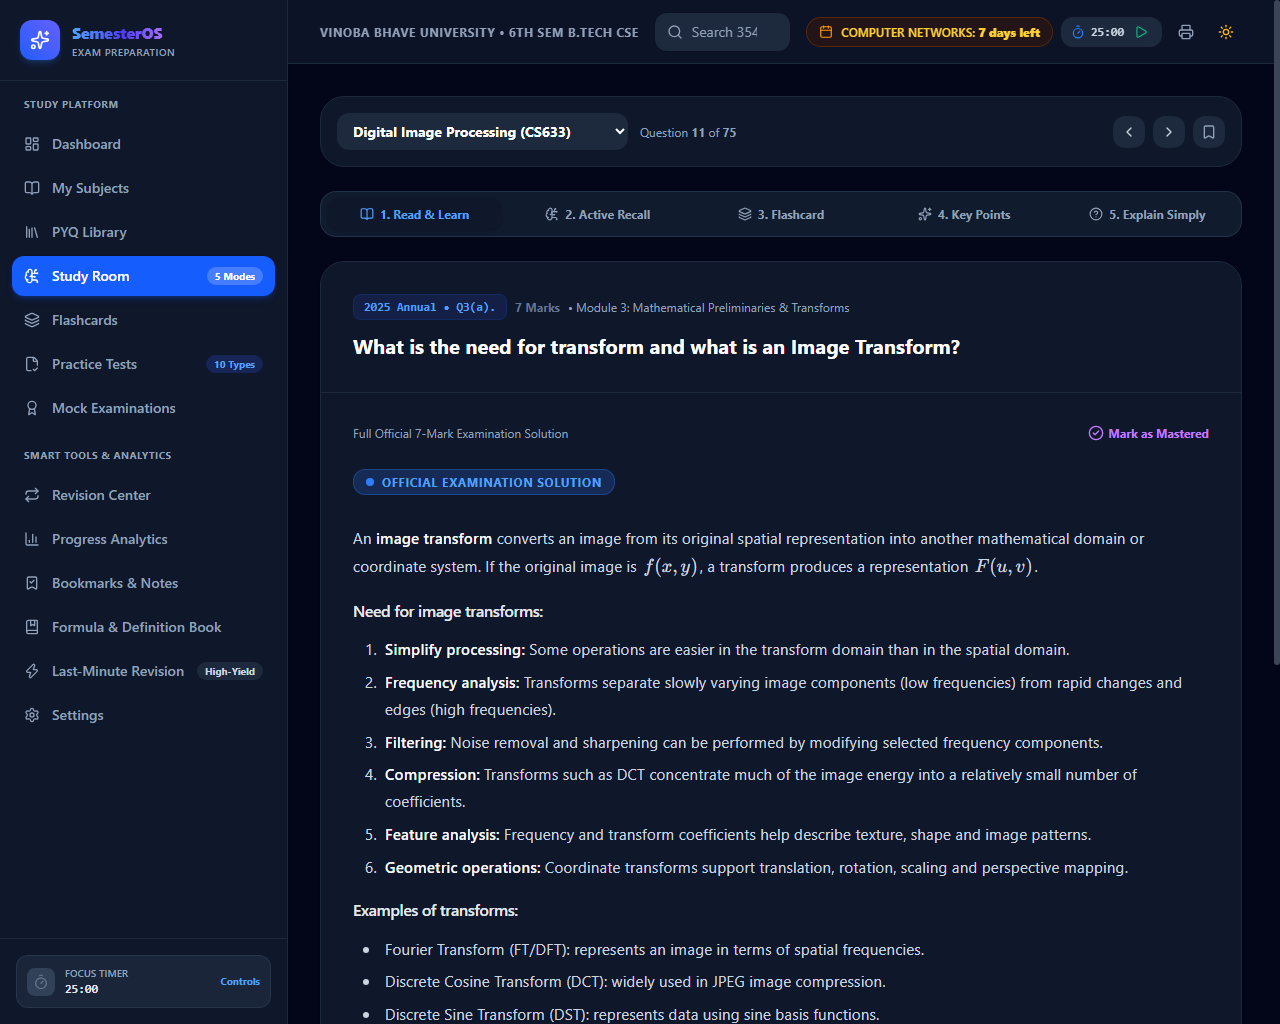 SemesterOS
EXAM PREPARATION
STUDY PLATFORM
Dashboard
My Subjects
PYQ Library
Study Room
5 Modes
Flashcards
Practice Tests
10 Types
Mock Examinations
SMART TOOLS & ANALYTICS
Revision Center
Progress Analytics
Bookmarks & Notes
Formula & Definition Book
Last-Minute Revision
High-Yield
Settings
FOCUS TIMER
25:00
Controls
VINOBA BHAVE UNIVERSITY • 6TH SEM B.TECH CSE
Search 354
COMPUTER NETWORKS: 7 days left
25:00
Digital Image Processing (CS633)
Question 11 of 75
1. Read & Learn
2. Active Recall
3. Flashcard
4. Key Points
5. Explain Simply
2025 Annual • Q3(a).
7 Marks
• Module 3: Mathematical Preliminaries & Transforms
What is the need for transform and what is an Image Transform?
Full Official 7-Mark Examination Solution
Mark as Mastered
OFFICIAL EXAMINATION SOLUTION
An image transform converts an image from its original spatial representation into another mathematical domain or
coordinate system. If the original image is f(x, y), a transform produces a representation F(u, v).
Need for image transforms:
1. Simplify processing: Some operations are easier in the transform domain than in the spatial domain.
2. Frequency analysis: Transforms separate slowly varying image components (low frequencies) from rapid changes and
edges (high frequencies).
3. Filtering: Noise removal and sharpening can be performed by modifying selected frequency components.
4. Compression: Transforms such as DCT concentrate much of the image energy into a relatively small number of
coefficients.
5. Feature analysis: Frequency and transform coefficients help describe texture, shape and image patterns.
6. Geometric operations: Coordinate transforms support translation, rotation, scaling and perspective mapping.
Examples of transforms:
• Fourier Transform (FT/DFT): represents an image in terms of spatial frequencies.
• Discrete Cosine Transform (DCT): widely used in JPEG image compression.
• Discrete Sine Transform (DST): represents data using sine basis functions.